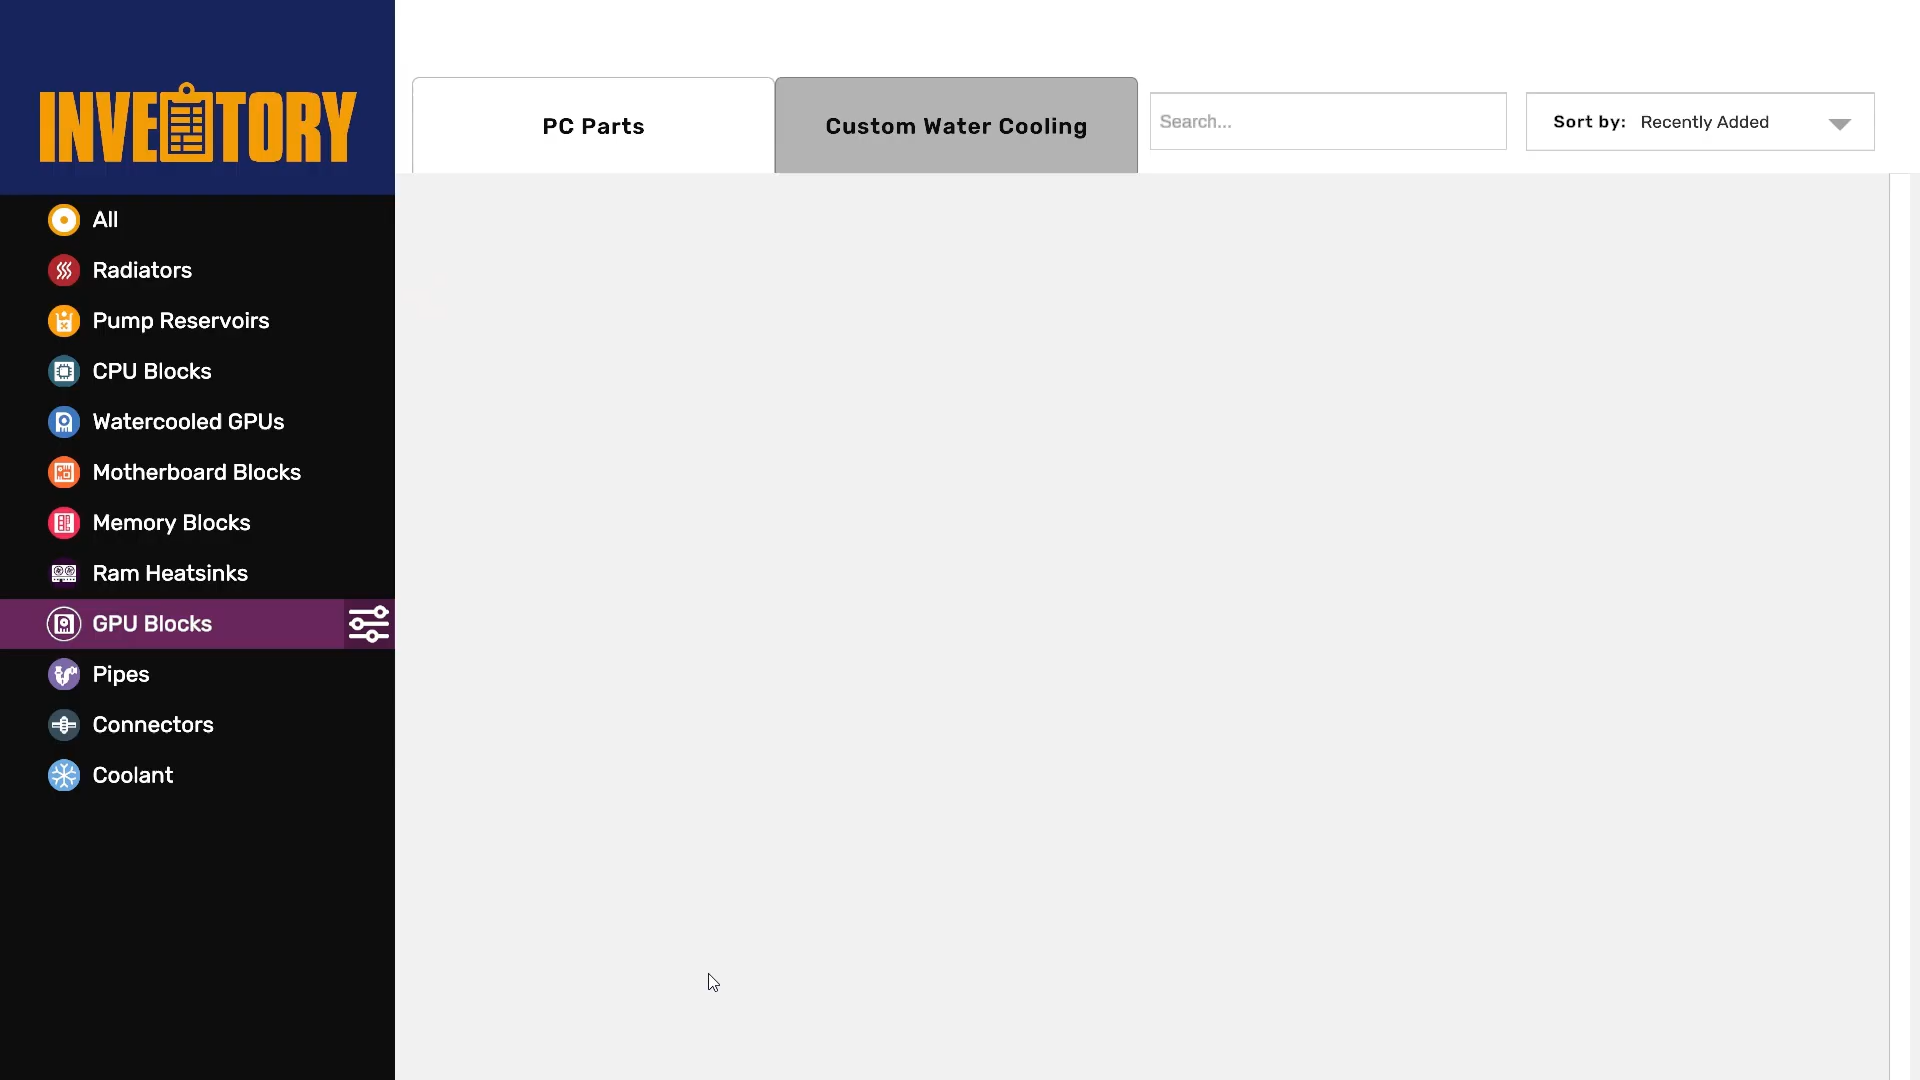 INVENTORY
PC Parts
Custom Water Cooling
Search...
Sort by: Recently Added
All
Radiators
Pump Reservoirs
CPU Blocks
Watercooled GPUs
Motherboard Blocks
Memory Blocks
Ram Heatsinks
GPU Blocks
Pipes
Connectors
Coolant